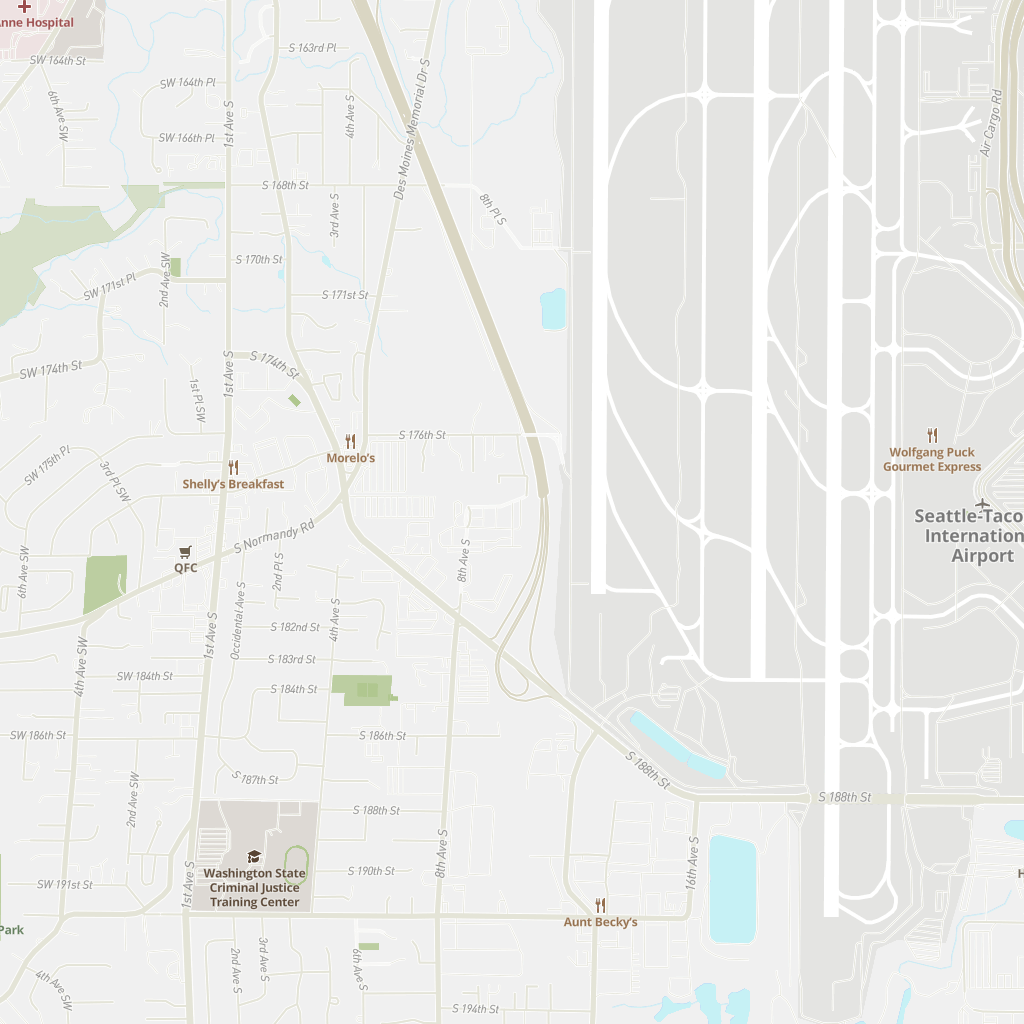 Anne Hospital
SW 164th St
S 163rd Pl
SW 164th Pl
6th Ave SW
SW 166th Pl
1st Ave S
4th Ave S
Des Moines Memorial Dr S
Air Cargo Rd
S 168th St
3rd Ave S
8th Pl S
S 170th St
2nd Ave SW
SW 171st Pl
S 171st St
SW 174th St
S 174th St
1st Ave S
1st Pl SW
S 176th St
Morelo's
Shelly's Breakfast
Wolfgang Puck
Gourmet Express
SW 175th Pl
3rd Pl SW
Seattle-Taco
Internation
Airport
S Normandy Rd
QFC
6th Ave SW
2nd Pl S
8th Ave S
Occidental Ave S
4th Ave S
1st Ave S
S 182nd St
4th Ave SW
S 183rd St
SW 184th St
S 184th St
SW 186th St
S 186th St
S 188th St
S 787th St
2nd Ave SW
S 188th St
S 188th St
8th Ave S
16th Ave S
Washington State
Criminal Justice
Training Center
S 190th St
SW 191st St
1st Ave S
H
Aunt Becky's
Park
2nd Ave S
3rd Ave S
6th Ave S
4th Ave SW
S 194th St